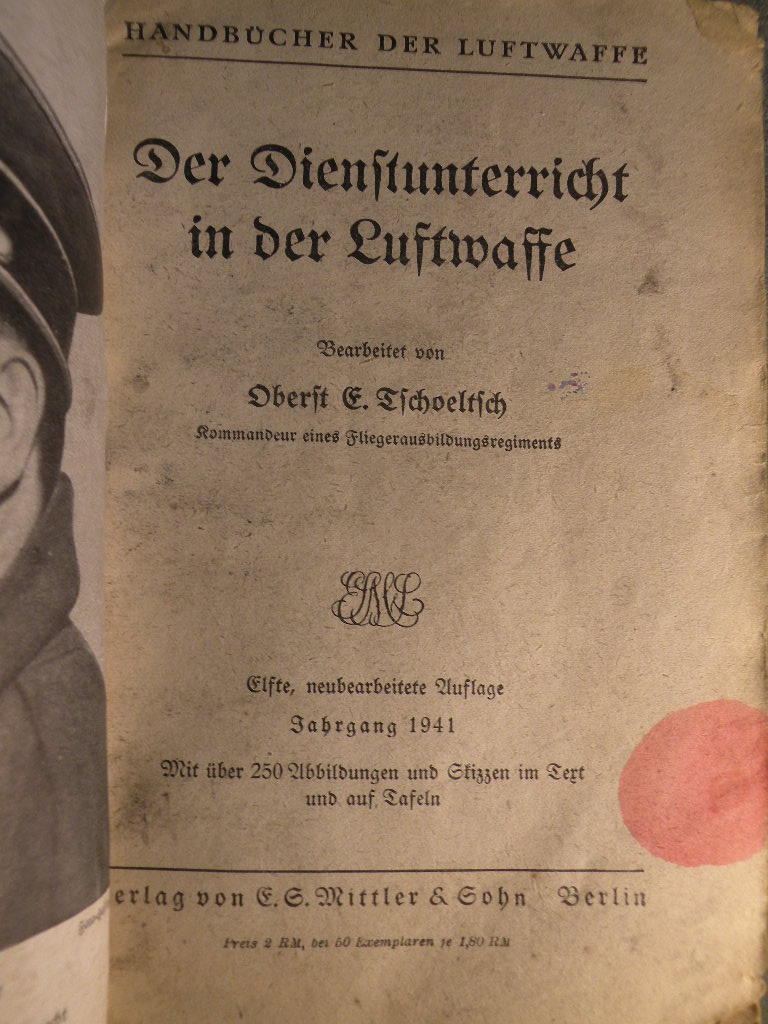 HANDBÜCHER DER LUFTWAFFE
Der Dienstunterricht
in der Luftwaffe
Bearbeitet von
Oberst E. Tschoeltsch
Kommandeur eines Fliegerausbildungsregiments
Elfte, neubearbeitete Auflage
Jahrgang 1941
Mit über 250 Abbildungen und Skizzen im Text
und auf Tafeln
erlag von E. S. Mittler & Sohn Berlin
Preis 2 RM, bei 50 Exemplaren je 1,80 RM